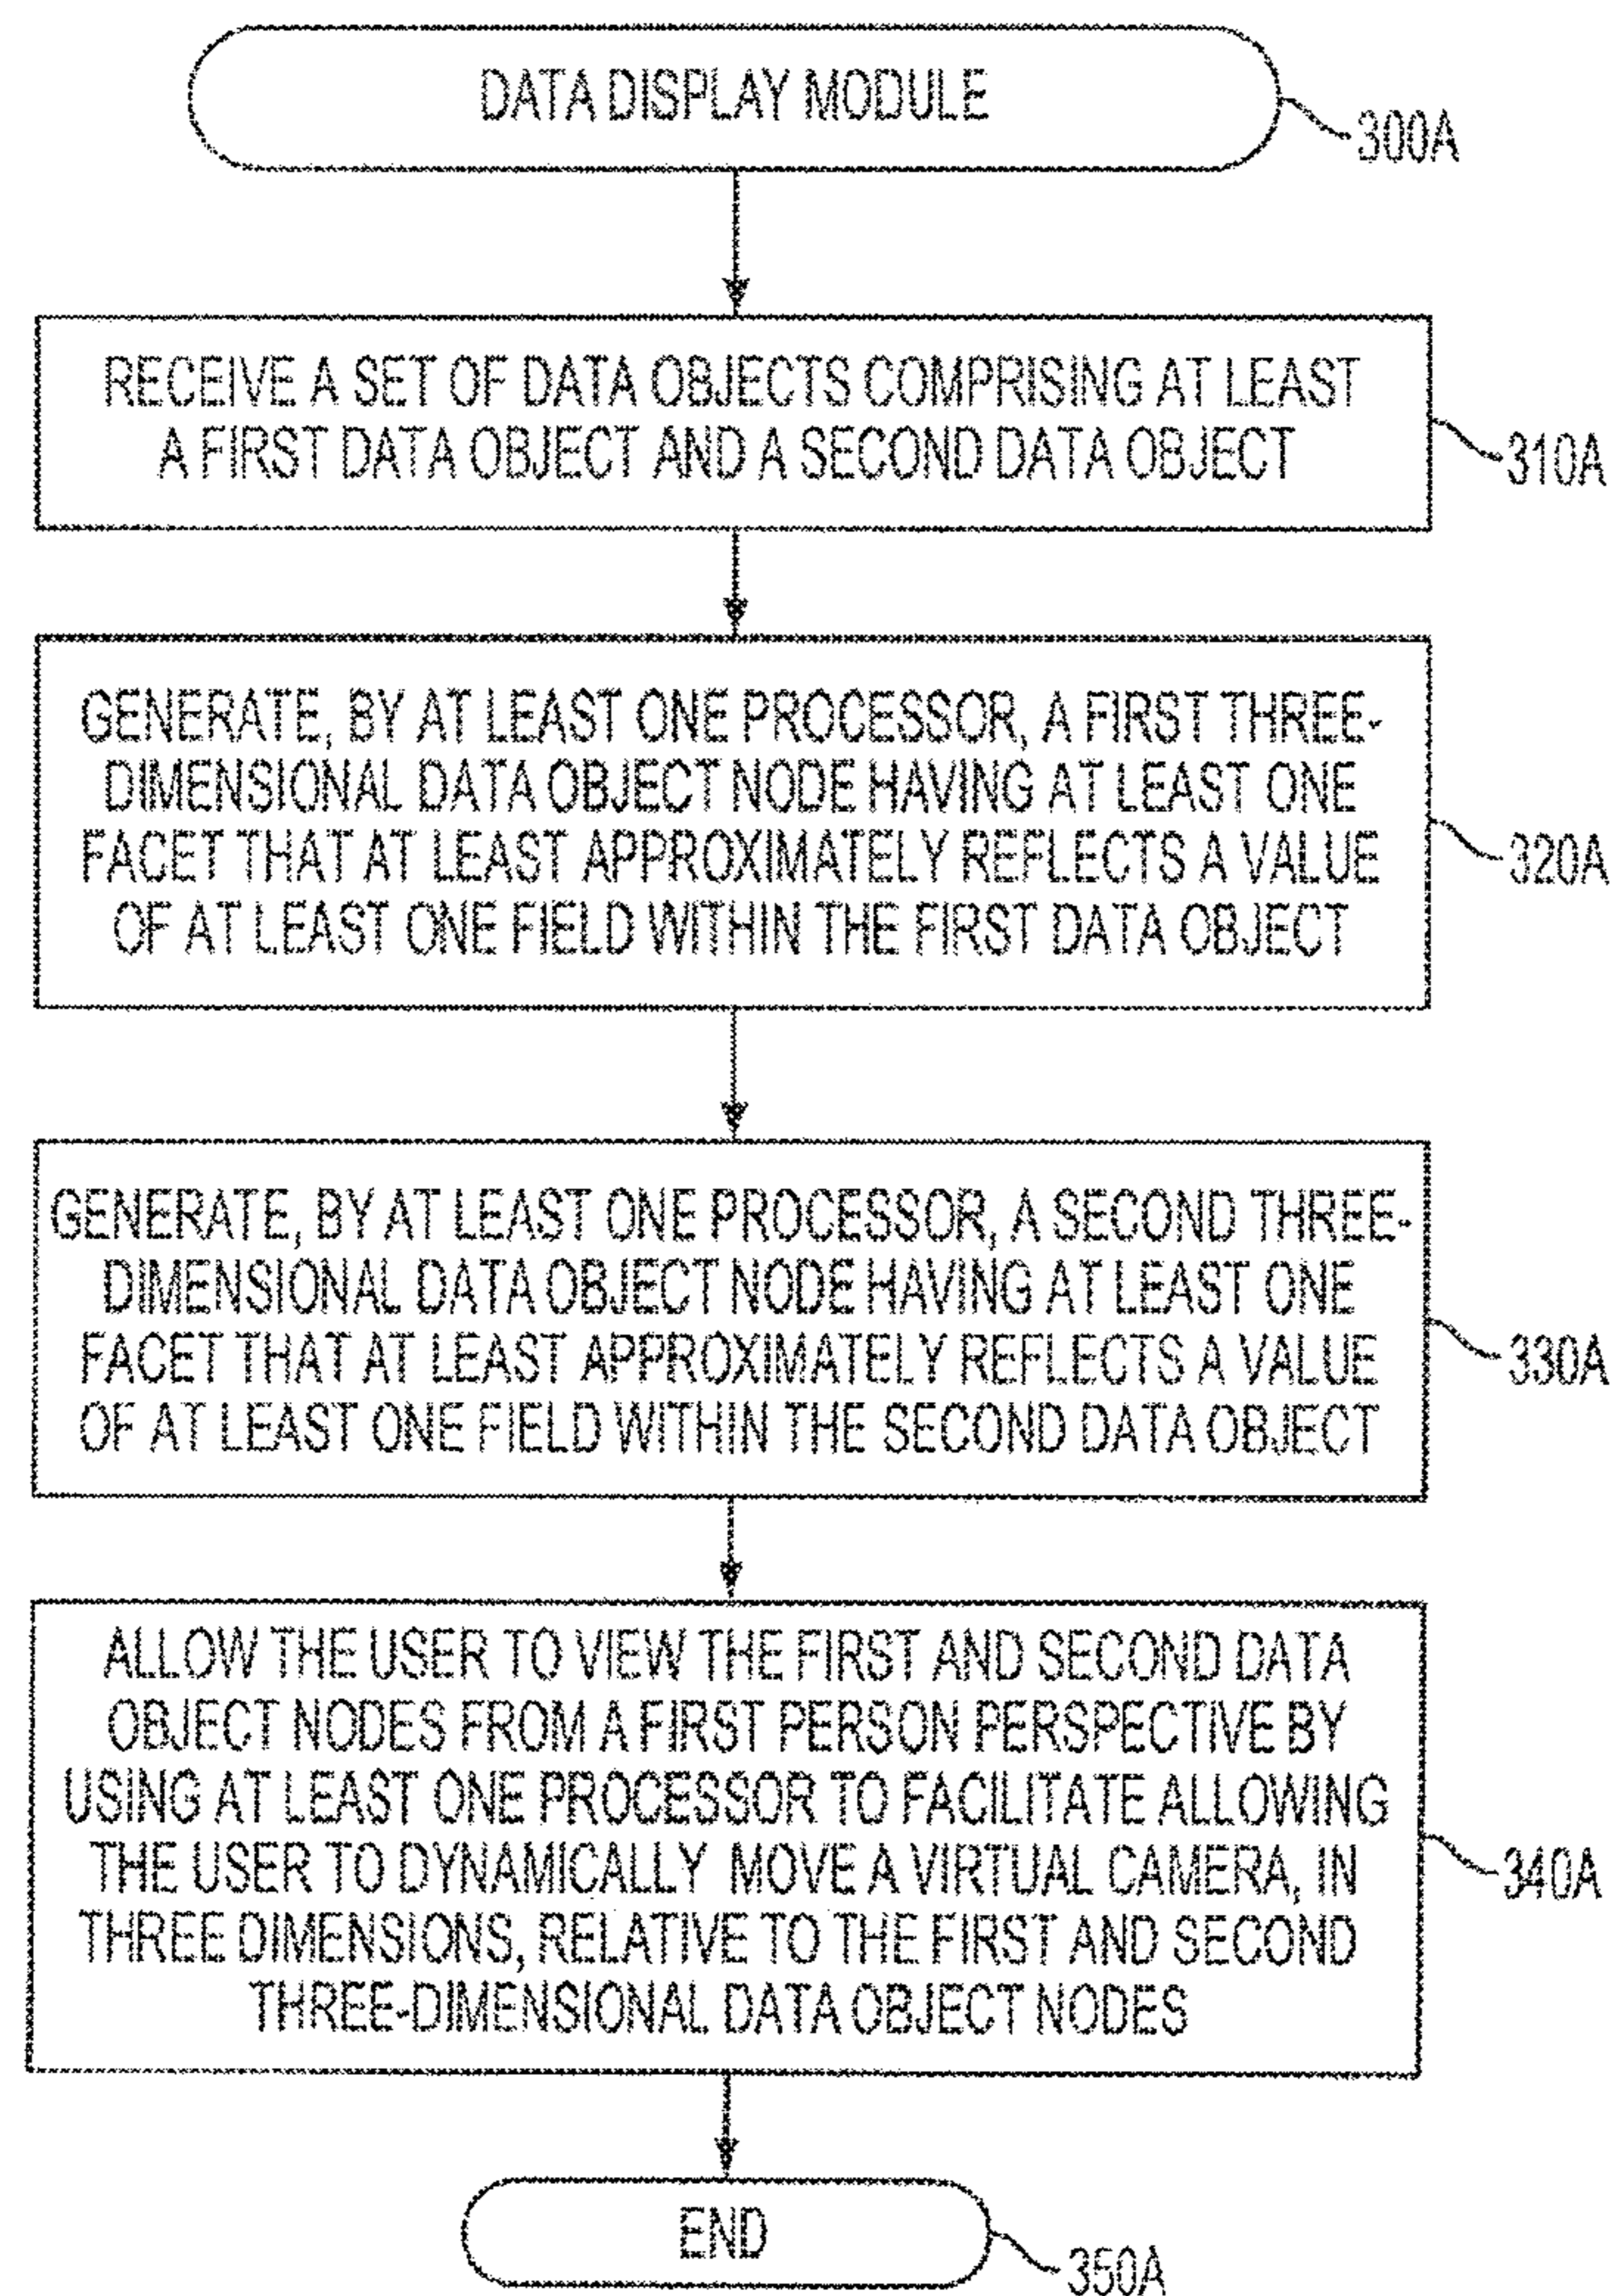 DATA DISPLAY MODULE
300A
RECEIVE A SET OF DATA OBJECTS COMPRISING AT LEAST
A FIRST DATA OBJECT AND A SECOND DATA OBJECT
310A
GENERATE, BY AT LEAST ONE PROCESSOR, A FIRST THREE-
DIMENSIONAL DATA OBJECT NODE HAVING AT LEAST ONE
FACET THAT AT LEAST APPROXIMATELY REFLECTS A VALUE
OF AT LEAST ONE FIELD WITHIN THE FIRST DATA OBJECT
320A
GENERATE, BY AT LEAST ONE PROCESSOR, A SECOND THREE-
DIMENSIONAL DATA OBJECT NODE HAVING AT LEAST ONE
FACET THAT AT LEAST APPROXIMATELY REFLECTS A VALUE
OF AT LEAST ONE FIELD WITHIN THE SECOND DATA OBJECT
330A
ALLOW THE USER TO VIEW THE FIRST AND SECOND DATA
OBJECT NODES FROM A FIRST PERSON PERSPECTIVE BY
USING AT LEAST ONE PROCESSOR TO FACILITATE ALLOWING
THE USER TO DYNAMICALLY MOVE A VIRTUAL CAMERA, IN
THREE DIMENSIONS, RELATIVE TO THE FIRST AND SECOND
THREE-DIMENSIONAL DATA OBJECT NODES
340A
END
350A